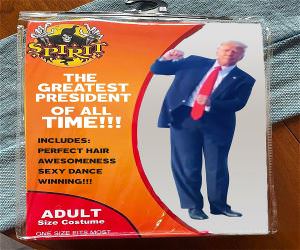 SPIRIT
THE
GREATEST
PRESIDENT
OF ALL
TIME!!!
INCLUDES:
PERFECT HAIR
AWESOMENESS
SEXY DANCE
WINNING!!!
ADULT
Size Costume
ONE SIZE FITS MOST